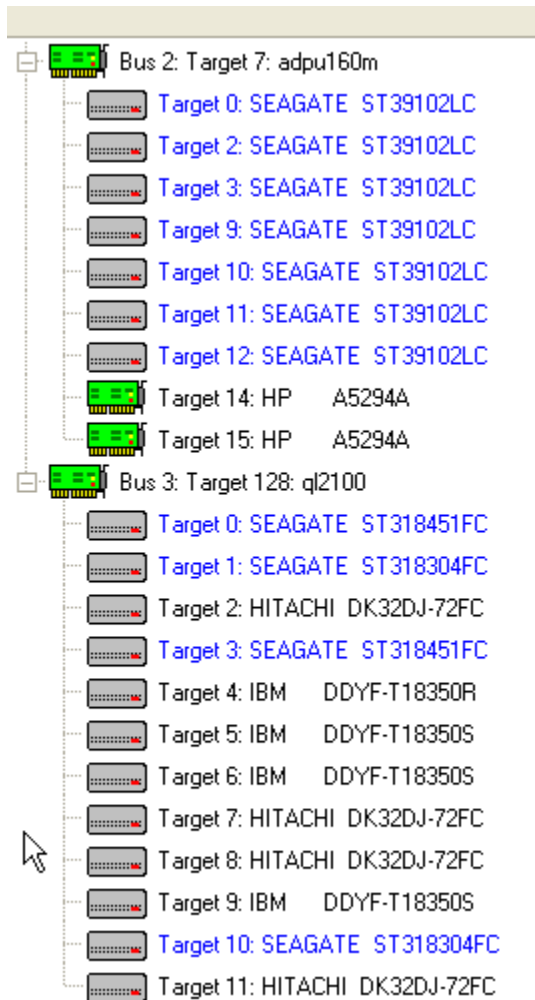 Bus 2: Target 7: adpu160m
Target 0: SEAGATE ST39102LC
Target 2: SEAGATE ST39102LC
Target 3: SEAGATE ST39102LC
Target 9: SEAGATE ST39102LC
Target 10: SEAGATE ST39102LC
Target 11: SEAGATE ST39102LC
Target 12: SEAGATE ST39102LC
Target 14: HP A5294A
Target 15: HP A5294A
Bus 3: Target 128: ql2100
Target 0: SEAGATE ST318451FC
Target 1: SEAGATE ST318304FC
Target 2: HITACHI DK32DJ-72FC
Target 3: SEAGATE ST318451FC
Target 4: IBM DDYF-T18350R
Target 5: IBM DDYF-T18350S
Target 6: IBM DDYF-T18350S
Target 7: HITACHI DK32DJ-72FC
Target 8: HITACHI DK32DJ-72FC
Target 9: IBM DDYF-T18350S
Target 10: SEAGATE ST318304FC
Target 11: HITACHI DK32DJ-72FC